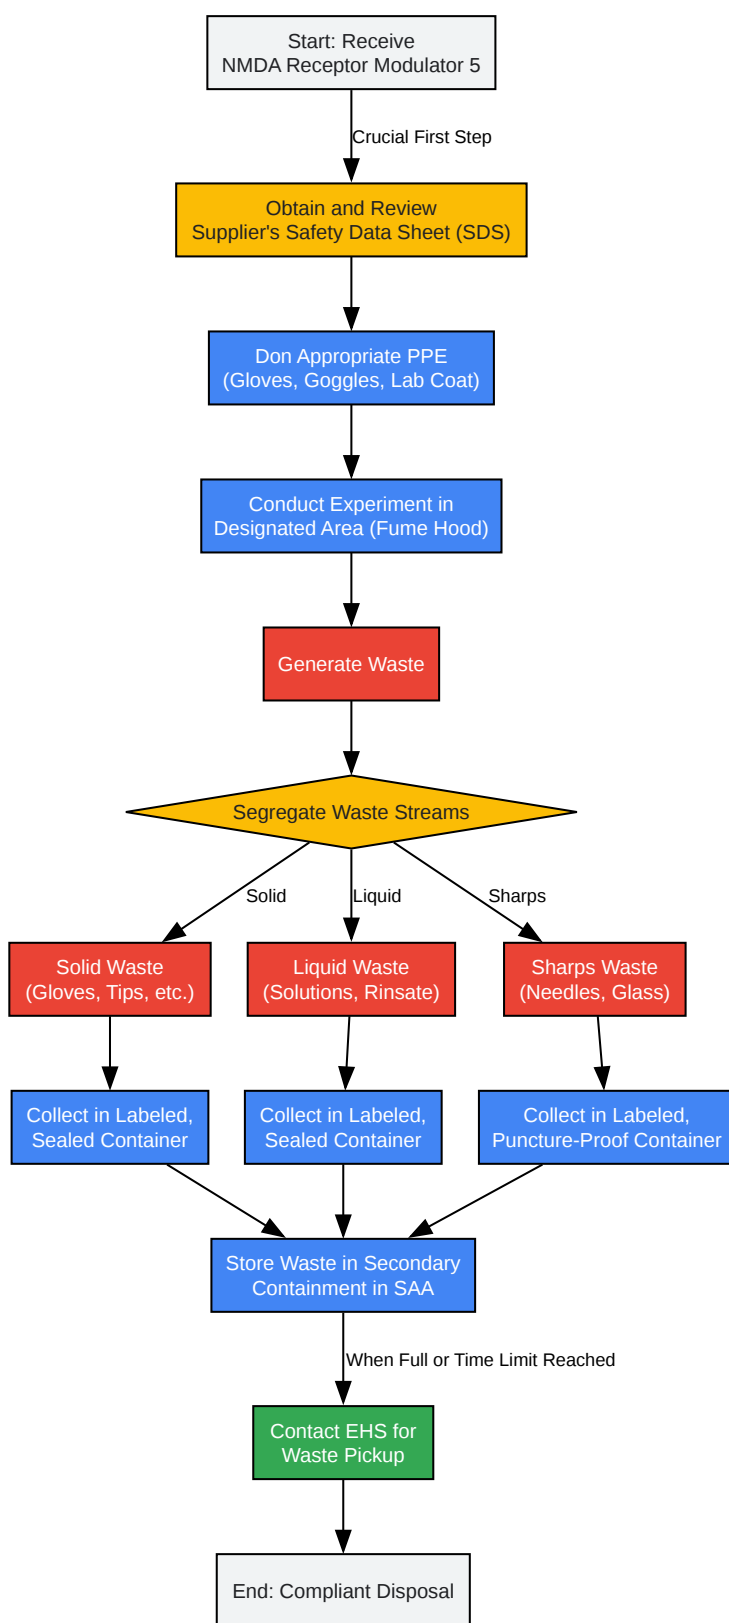 Start: Receive
NMDA Receptor Modulator 5
Crucial First Step
Obtain and Review
Supplier's Safety Data Sheet (SDS)
Don Appropriate PPE
(Gloves, Goggles, Lab Coat)
Conduct Experiment in
Designated Area (Fume Hood)
Generate Waste
Segregate Waste Streams
Solid
Liquid
Sharps
Solid Waste
(Gloves, Tips, etc.)
Liquid Waste
(Solutions, Rinsate)
Sharps Waste
(Needles, Glass)
Collect in Labeled,
Sealed Container
Collect in Labeled,
Sealed Container
Collect in Labeled,
Puncture-Proof Container
Store Waste in Secondary
Containment in SAA
When Full or Time Limit Reached
Contact EHS for
Waste Pickup
End: Compliant Disposal